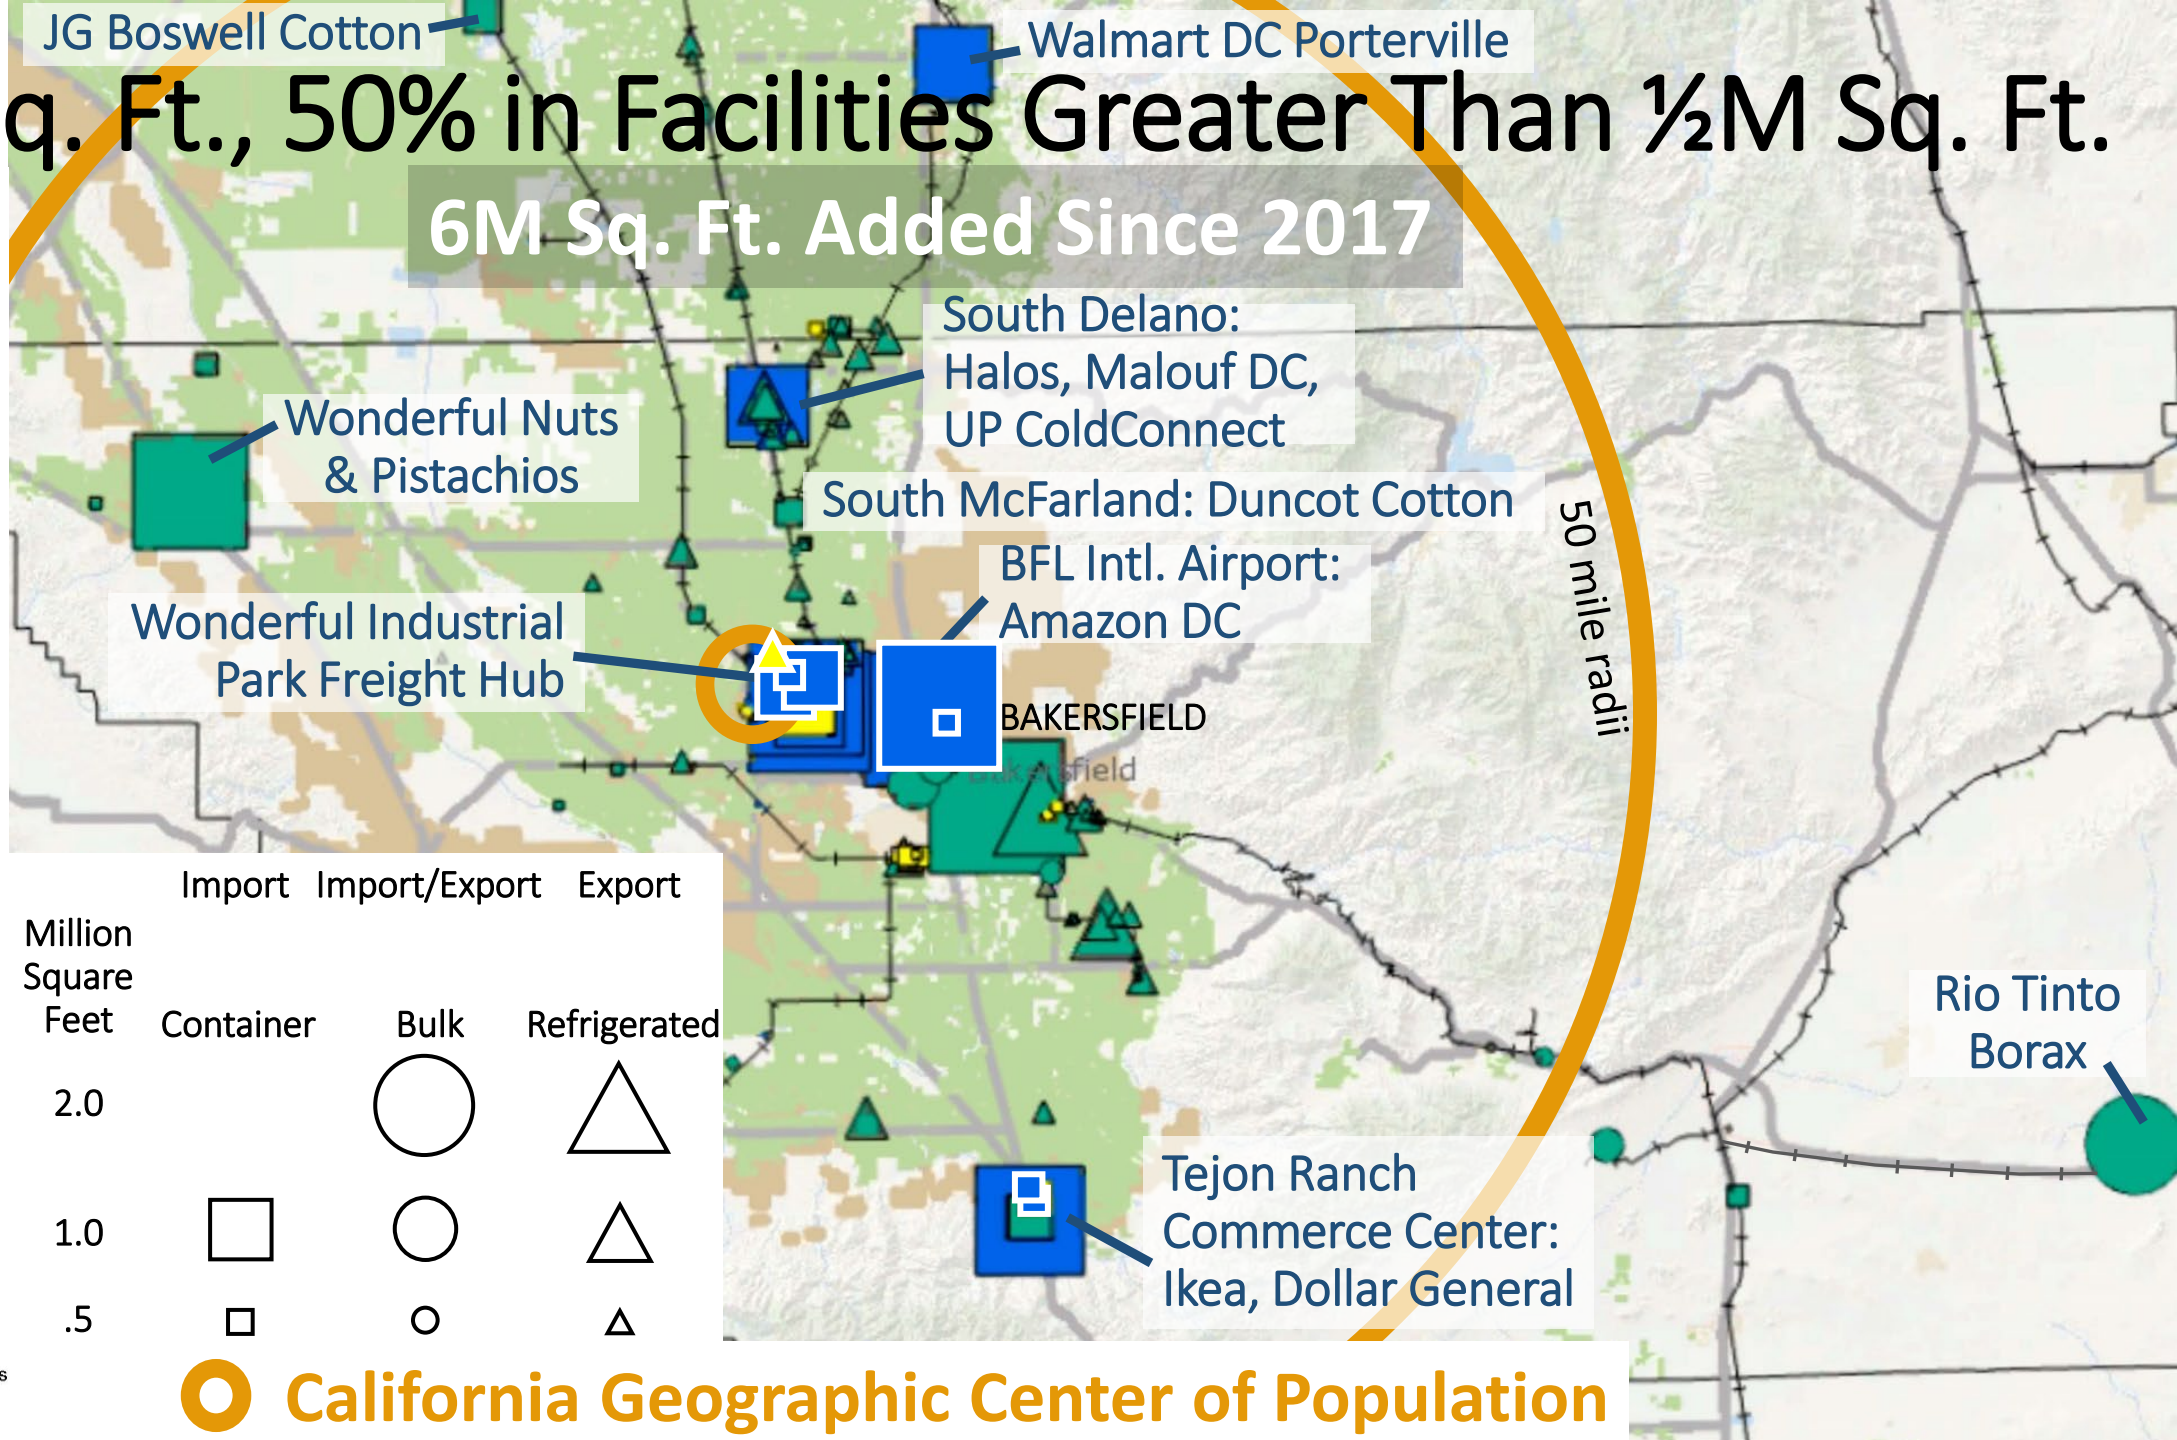 JG Boswell Cotton
Walmart DC Porterville
q. Ft., 50% in Facilities Greater Than ½M Sq. Ft.
6M Sq. Ft. Added Since 2017
South Delano:
Halos, Malouf DC,
UP ColdConnect
Wonderful Nuts
& Pistachios
South McFarland: Duncot Cotton
50 mile radii
BFL Intl. Airport:
Amazon DC
Wonderful Industrial
Park Freight Hub
BAKERSFIELD
Bakersfield
Import Import/Export Export
Million
Square
Feet
Container Bulk Refrigerated
2.0
1.0
.5
Rio Tinto
Borax
Tejon Ranch
Commerce Center:
Ikea, Dollar General
s
California Geographic Center of Population